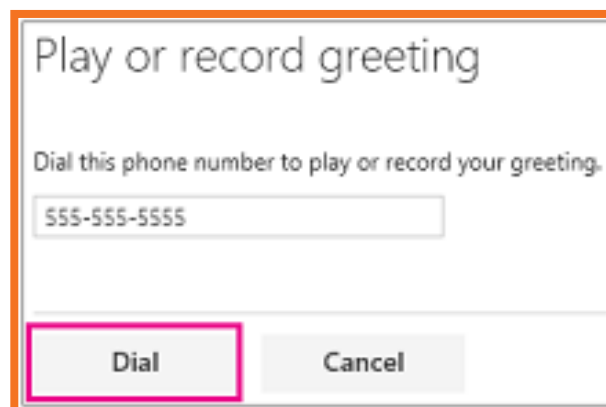 Play or record greeting
Dial this phone number to play or record your greeting.
555-555-5555
Dial Cancel